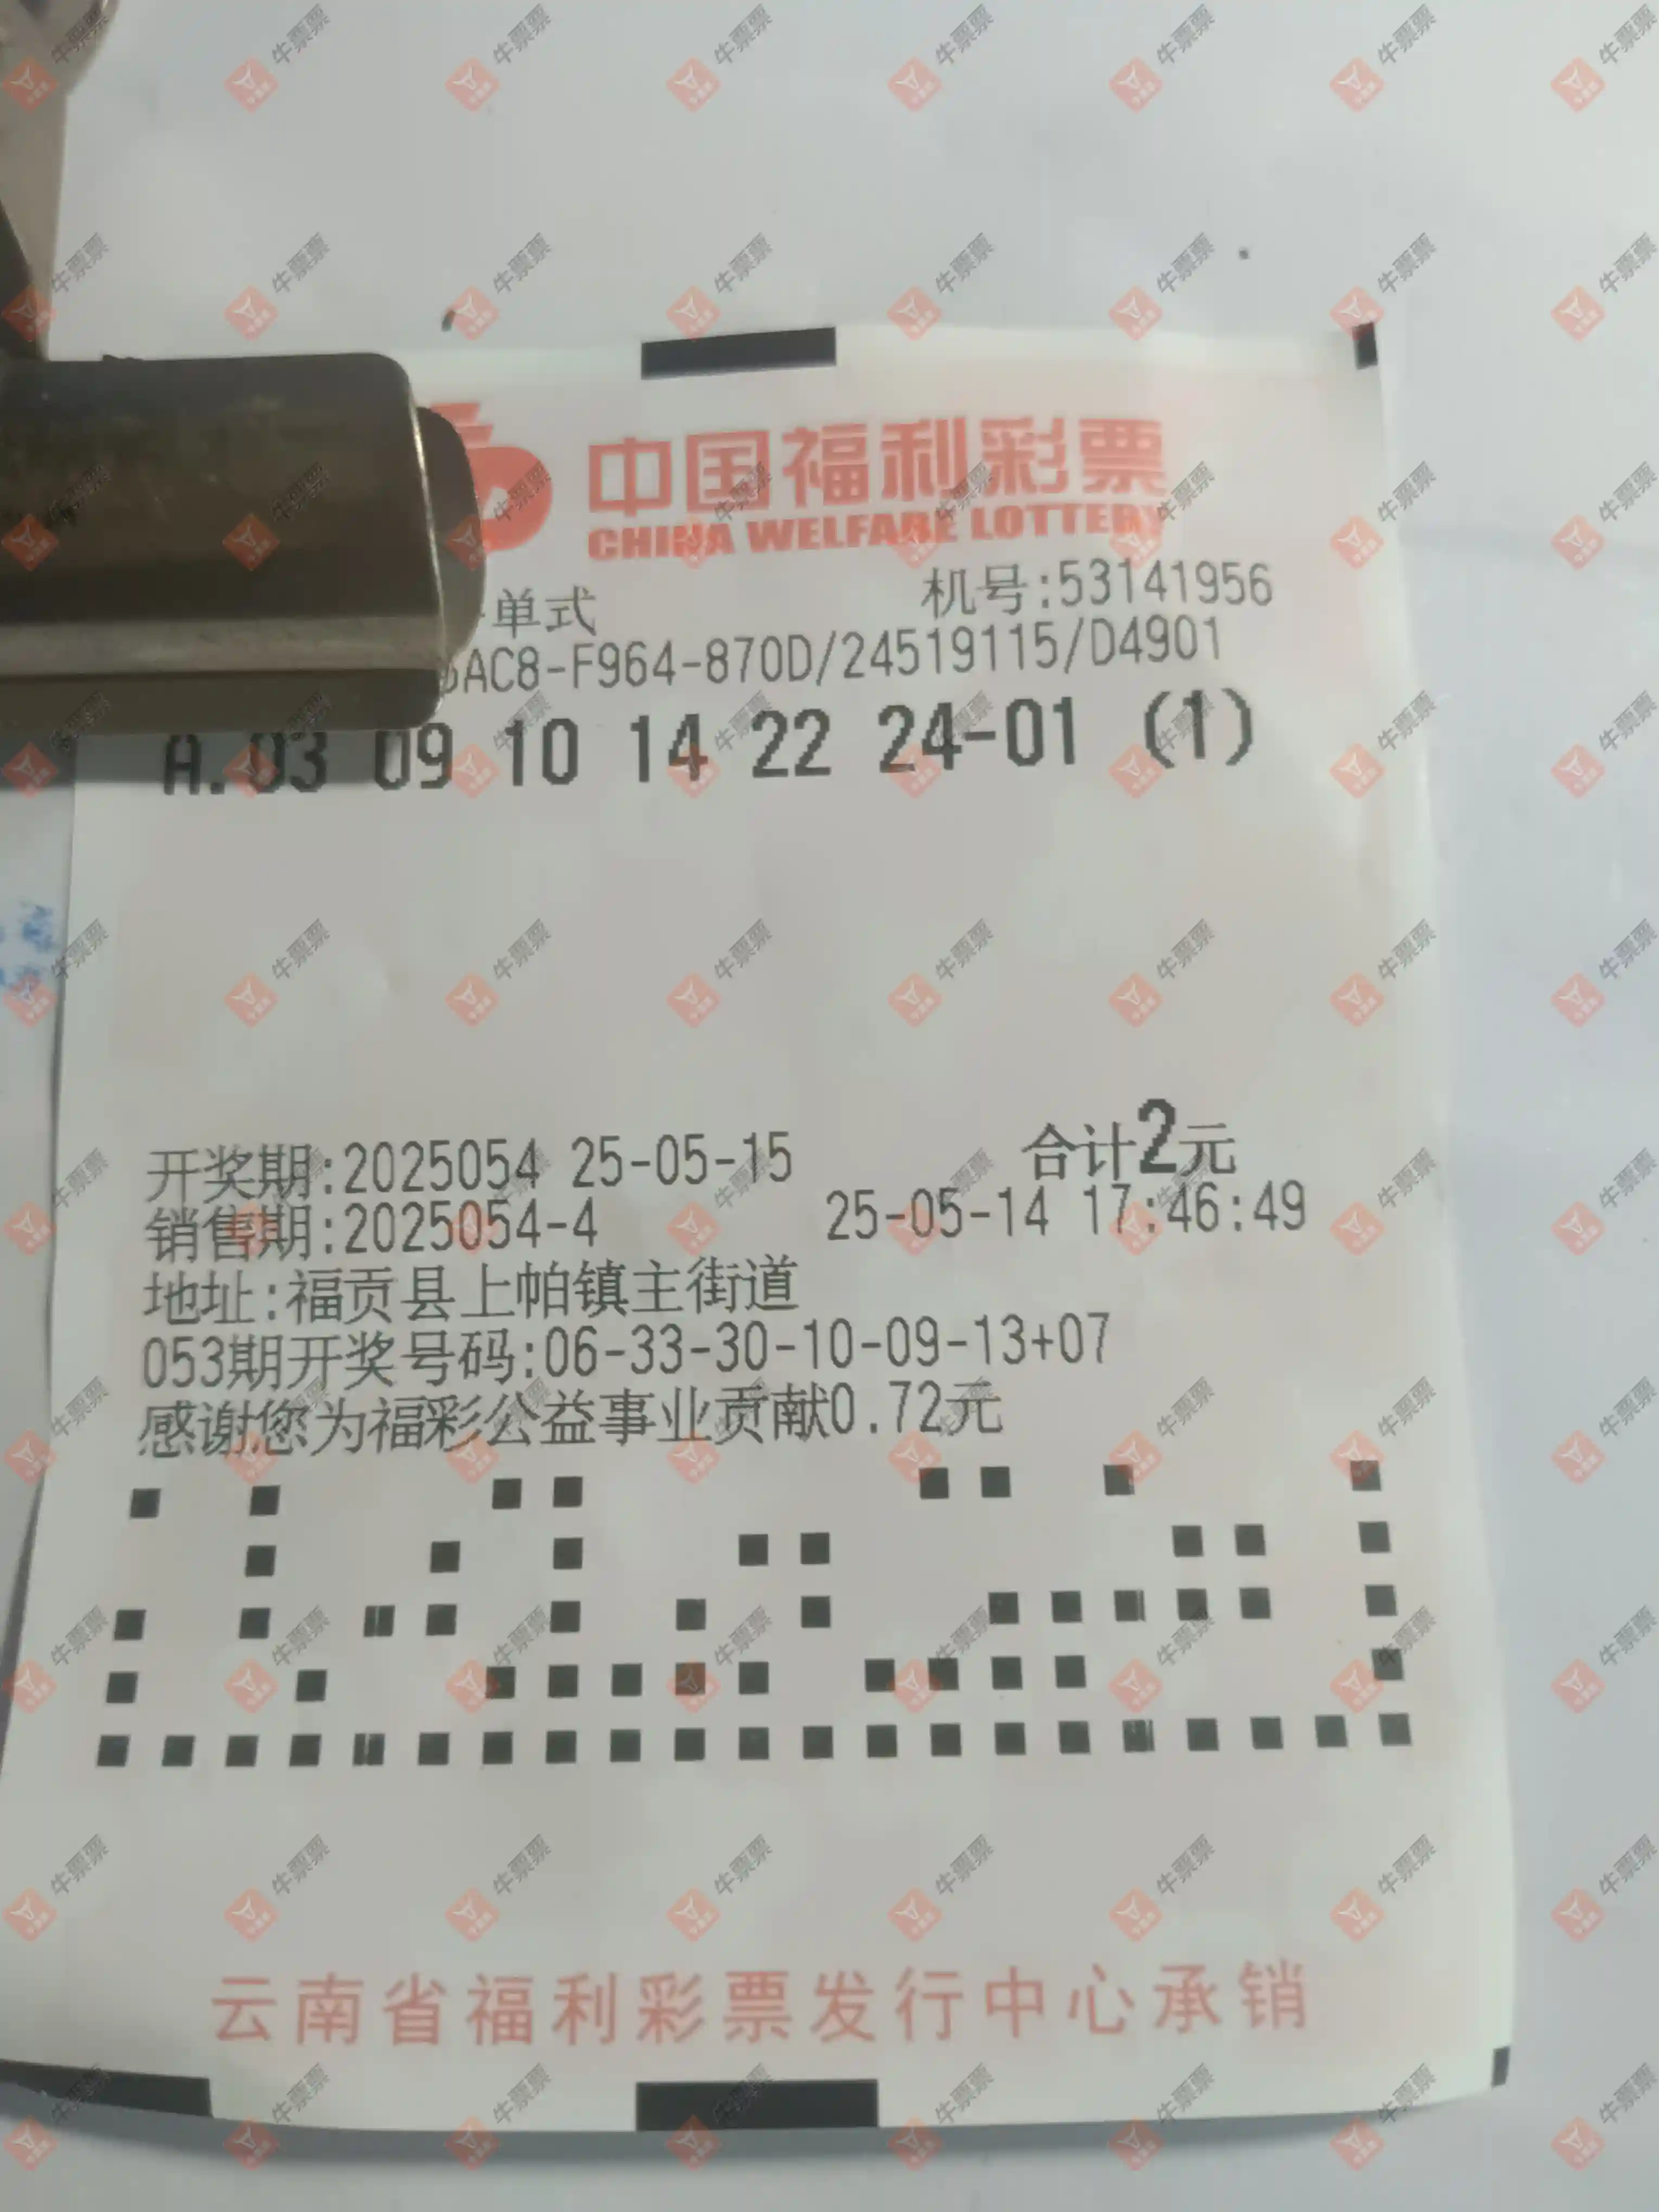 中国福利彩票
CHINA WELFARE LOTTERY
单式 机号:53141956
AC8-F964-870D/24519115/D4901
A.03 09 10 14 22 24-01 (1)
开奖期:2025054 25-05-15 合计2元
销售期:2025054-4 25-05-14 17:46:49
地址:福贡县上帕镇主街道
053期开奖号码:06-33-30-10-09-13+07
感谢您为福彩公益事业贡献0.72元
云南省福利彩票发行中心承销
牛票票